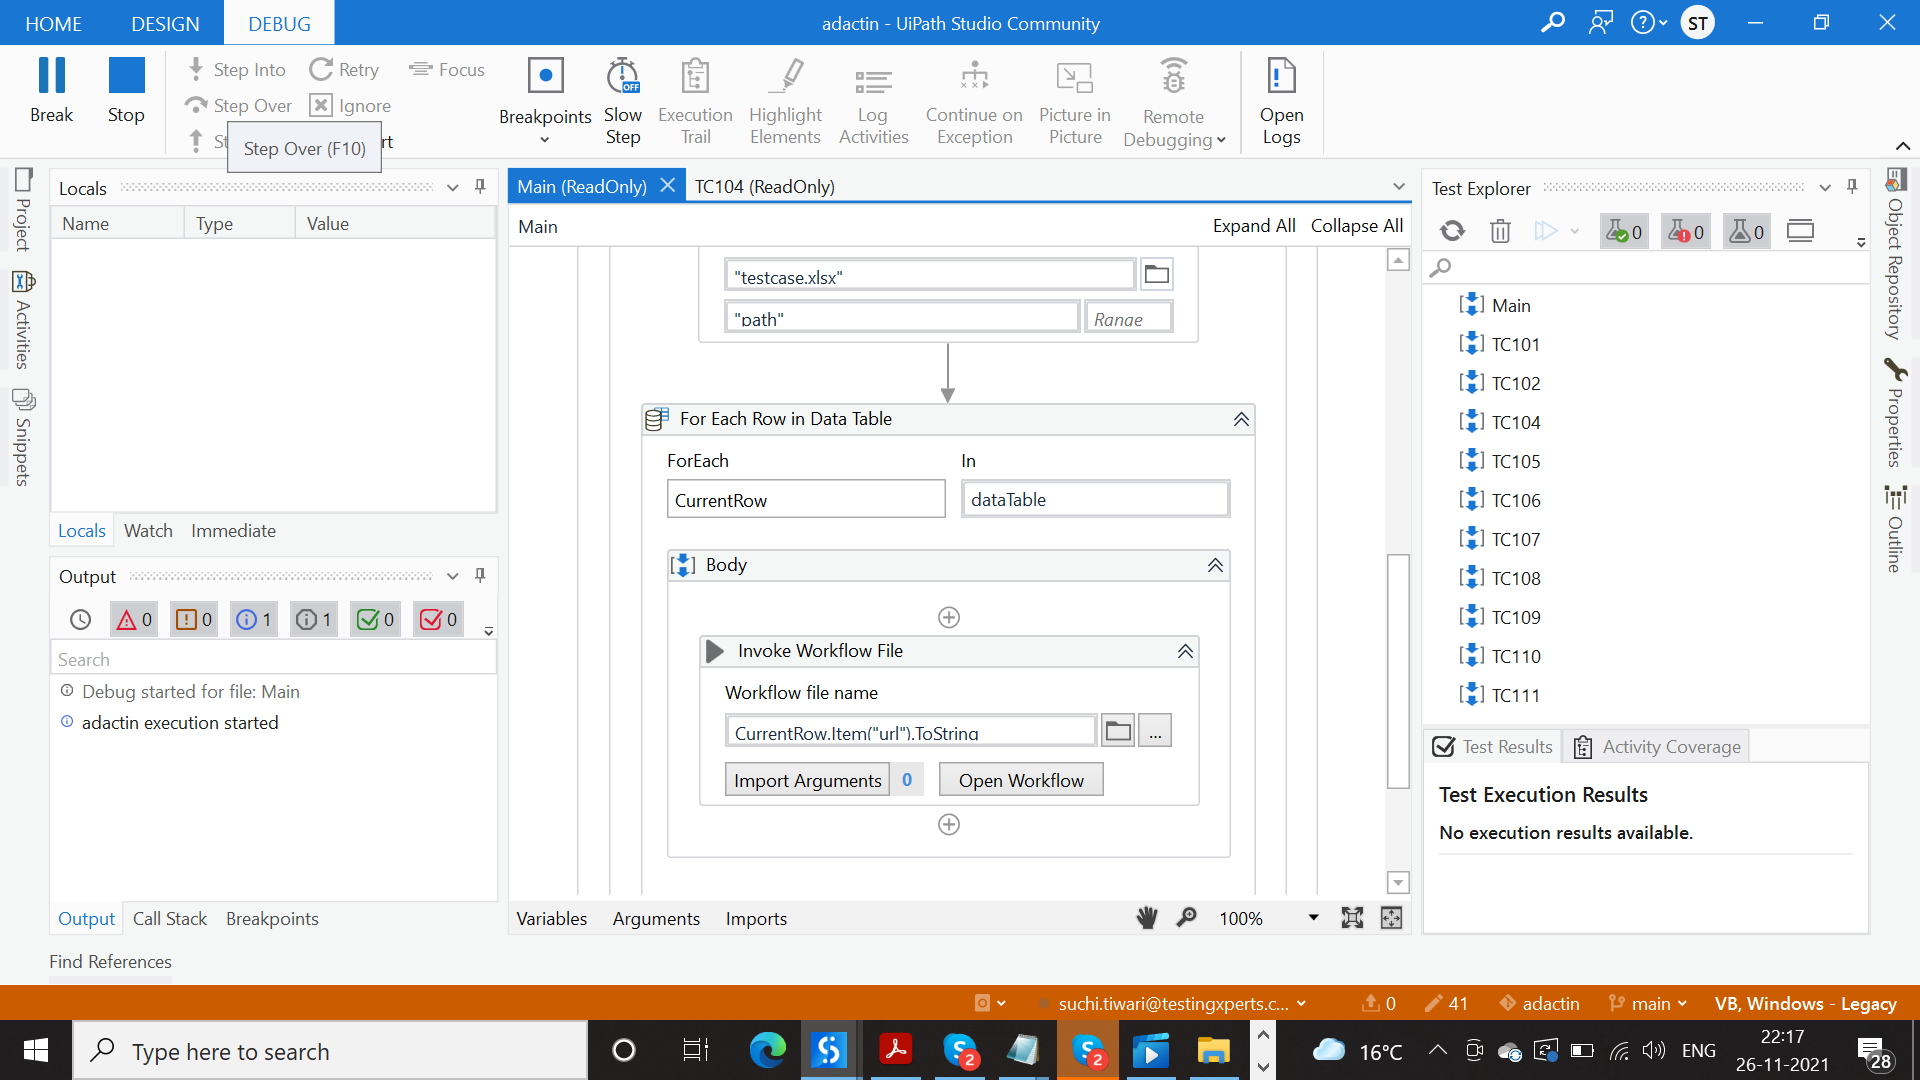 HOME DESIGN DEBUG adactin - UiPath Studio Community ST
Break
Stop
Step Into
Retry
Focus
Step Over
Ignore
St
rt
Step Over (F10)
Breakpoints
Slow
Step
OFF
Execution
Trail
Highlight
Elements
Log
Activities
Continue on
Exception
Picture in
Picture
Remote
Debugging
Open
Logs
Project
Activities
Snippets
Locals
Name Type Value
Locals Watch Immediate
Output
0 0 1 1 0 0
Search
Debug started for file: Main
adactin execution started
Output Call Stack Breakpoints
Find References
Main (ReadOnly) TC104 (ReadOnly)
Main Expand All Collapse All
"testcase.xlsx"
"path" Range
For Each Row in Data Table
ForEach In
CurrentRow dataTable
Body
Invoke Workflow File
Workflow file name
CurrentRow.Item("url").ToString ...
Import Arguments 0 Open Workflow
Variables Arguments Imports 100%
Test Explorer
0 0 0
Main
TC101
TC102
TC104
TC105
TC106
TC107
TC108
TC109
TC110
TC111
Test Results Activity Coverage
Test Execution Results
No execution results available.
Object Repository
Properties
Outline
suchi.tiwari@testingxperts.c... 0 41 adactin main VB, Windows - Legacy
Type here to search 2 2 16°C ENG
22:17
26-11-2021
28